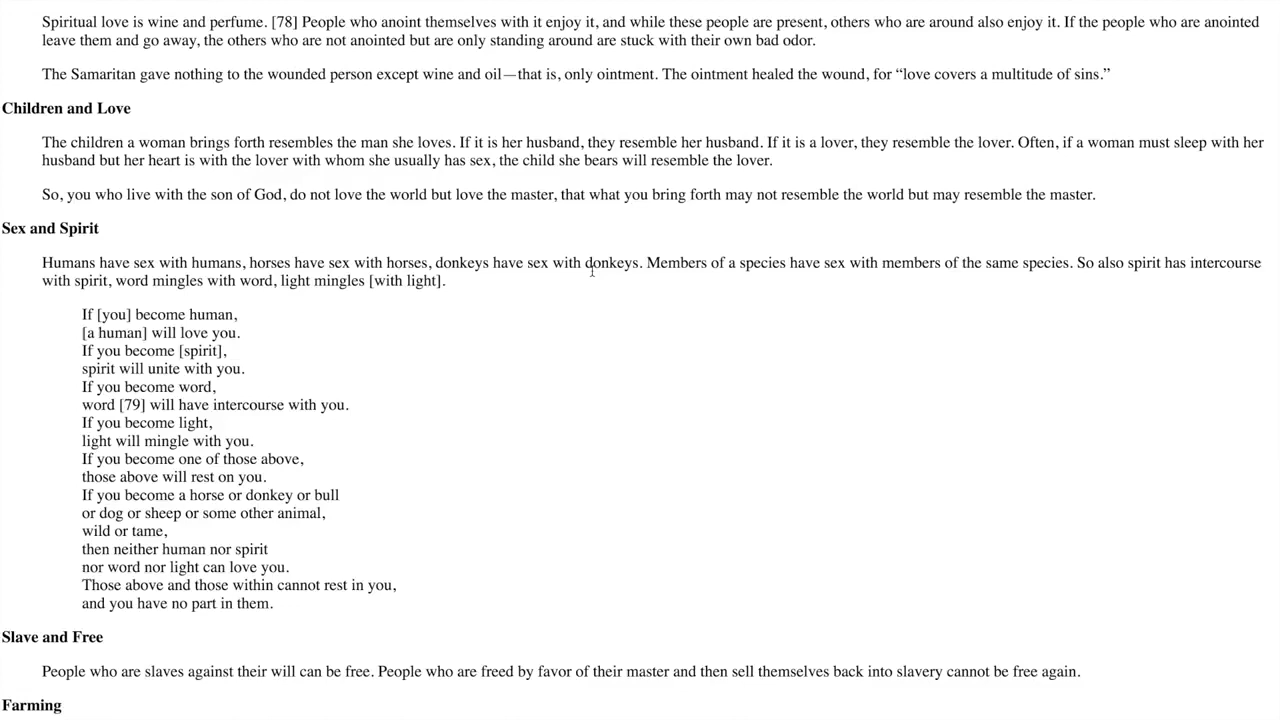 Spiritual love is wine and perfume. [78] People who anoint themselves with it enjoy it, and while these people are present, others who are around also enjoy it. If the people who are anointed
leave them and go away, the others who are not anointed but are only standing around are stuck with their own bad odor.
The Samaritan gave nothing to the wounded person except wine and oil—that is, only ointment. The ointment healed the wound, for “love covers a multitude of sins.”
Children and Love
The children a woman brings forth resembles the man she loves. If it is her husband, they resemble her husband. If it is a lover, they resemble the lover. Often, if a woman must sleep with her
husband but her heart is with the lover with whom she usually has sex, the child she bears will resemble the lover.
So, you who live with the son of God, do not love the world but love the master, that what you bring forth may not resemble the world but may resemble the master.
Sex and Spirit
Humans have sex with humans, horses have sex with horses, donkeys have sex with donkeys. Members of a species have sex with members of the same species. So also spirit has intercourse
with spirit, word mingles with word, light mingles [with light].
If [you] become human,
[a human] will love you.
If you become [spirit],
spirit will unite with you.
If you become word,
word [79] will have intercourse with you.
If you become light,
light will mingle with you.
If you become one of those above,
those above will rest on you.
If you become a horse or donkey or bull
or dog or sheep or some other animal,
wild or tame,
then neither human nor spirit
nor word nor light can love you.
Those above and those within cannot rest in you,
and you have no part in them.
Slave and Free
People who are slaves against their will can be free. People who are freed by favor of their master and then sell themselves back into slavery cannot be free again.
Farming